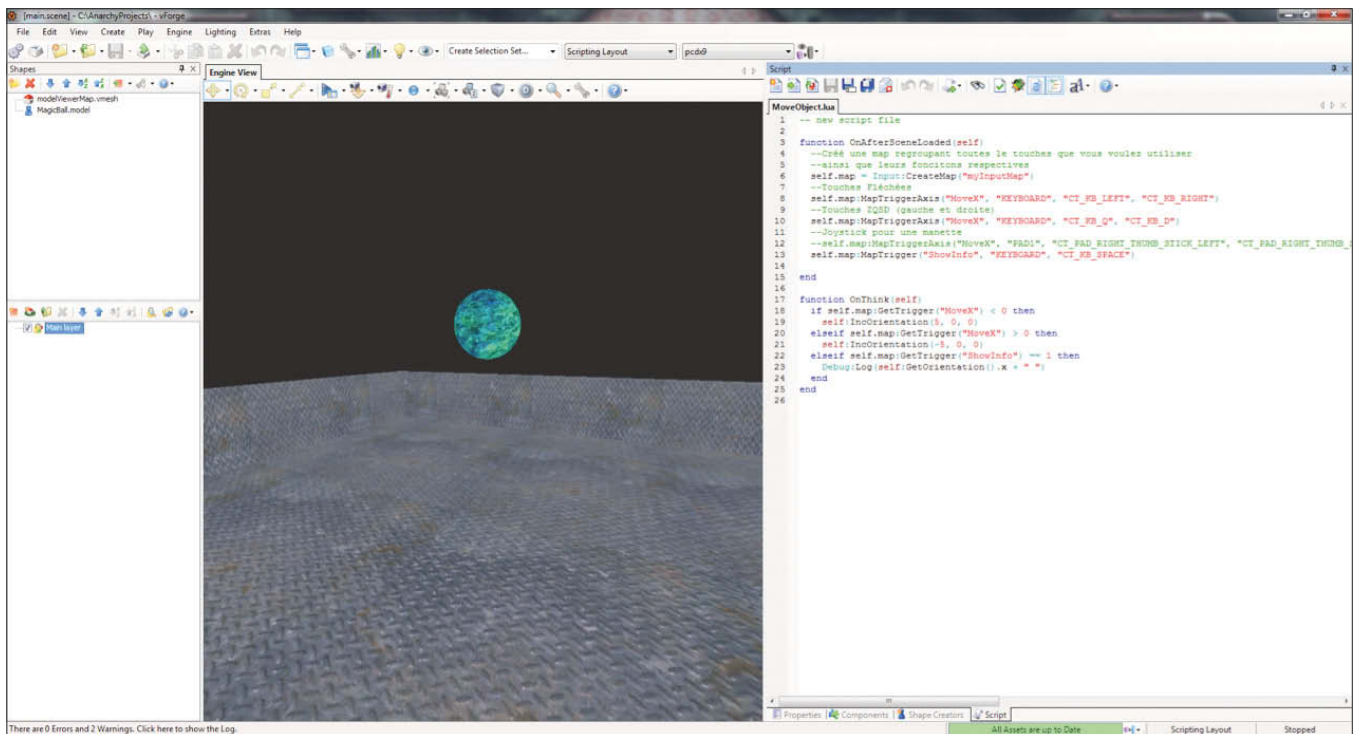 [main.scene] - C:\AnarchyProjects\ - vForge
File Edit View Create Play Engine Lighting Extras Help
Create Selection Set... Scripting Layout pcdx9
Shapes
modelViewerMap.vmesh
MagicBall.model
Main layer
Engine View
Script
MoveObject.lua
1 -- new script file
2
3 function OnAfterSceneLoaded(self)
4 --Créé une map regroupant toutes le touches que vous voulez utiliser
5 --ainsi que leurs foncitons respectives
6 self.map = Input:CreateMap("myInputMap")
7 --Touches Fléchées
8 self.map:MapTriggerAxis("MoveX", "KEYBOARD", "CT_KB_LEFT", "CT_KB_RIGHT")
9 --Touches ZQSD (gauche et droite)
10 self.map:MapTriggerAxis("MoveX", "KEYBOARD", "CT_KB_Q", "CT_KB_D")
11 --Joystick pour une manette
12 --self.map:MapTriggerAxis("MoveX", "PAD1", "CT_PAD_RIGHT_THUMB_STICK_LEFT", "CT_PAD_RIGHT_THUMB_
13 self.map:MapTrigger("ShowInfo", "KEYBOARD", "CT_KB_SPACE")
14
15 end
16
17 function OnThink(self)
18 if self.map:GetTrigger("MoveX") < 0 then
19 self:IncOrientation(5, 0, 0)
20 elseif self.map:GetTrigger("MoveX") > 0 then
21 self:IncOrientation(-5, 0, 0)
22 elseif self.map:GetTrigger("ShowInfo") == 1 then
23 Debug:Log(self:GetOrientation().x + " ")
24 end
25 end
26
Properties Components Shape Creators Script
There are 0 Errors and 2 Warnings. Click here to show the Log.
All Assets are up to Date Scripting Layout Stopped